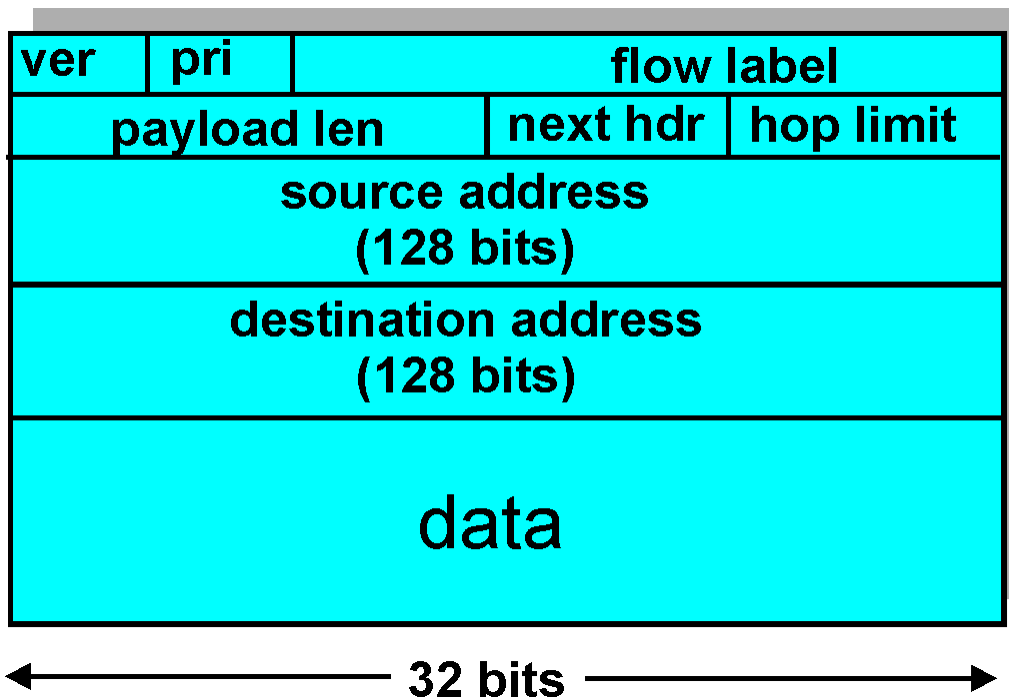 ver pri flow label
payload len next hdr hop limit
source address
(128 bits)
destination address
(128 bits)
data
32 bits